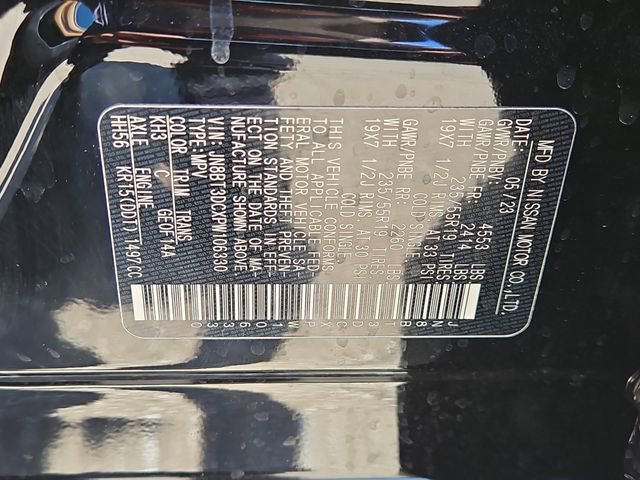 MFD BY NISSAN MOTOR CO.,LTD.
DATE: 05/23
GVWR/PNBV: 4553 LBS
GAWR/PNBE FR: 2414 LBS
WITH 235/55R19 TIRES
19X7 1/2J RIMS AT 33 PSI
COLD SINGLE
GAWR/PNBE RR: 2260 LBS
WITH 235/55R19 TIRES
19X7 1/2J RIMS AT 30 PSI
COLD SINGLE
THIS VEHICLE CONFORMS
TO ALL APPLICABLE FED-
ERAL MOTOR VEHICLE SA-
FETY AND THEFT PREVEN-
TION STANDARDS IN EFF-
ECT ON THE DATE OF MA-
NUFACTURE SHOWN ABOVE.
VIN: JN8BT3DCXPW106330
TYPE:MPV
COLOR TRIM TRANS
KH3 C GE0F14A
AXLE ENGINE
HH56 KR15(DDT) 1497CC
JN8BT3DCXPW106330